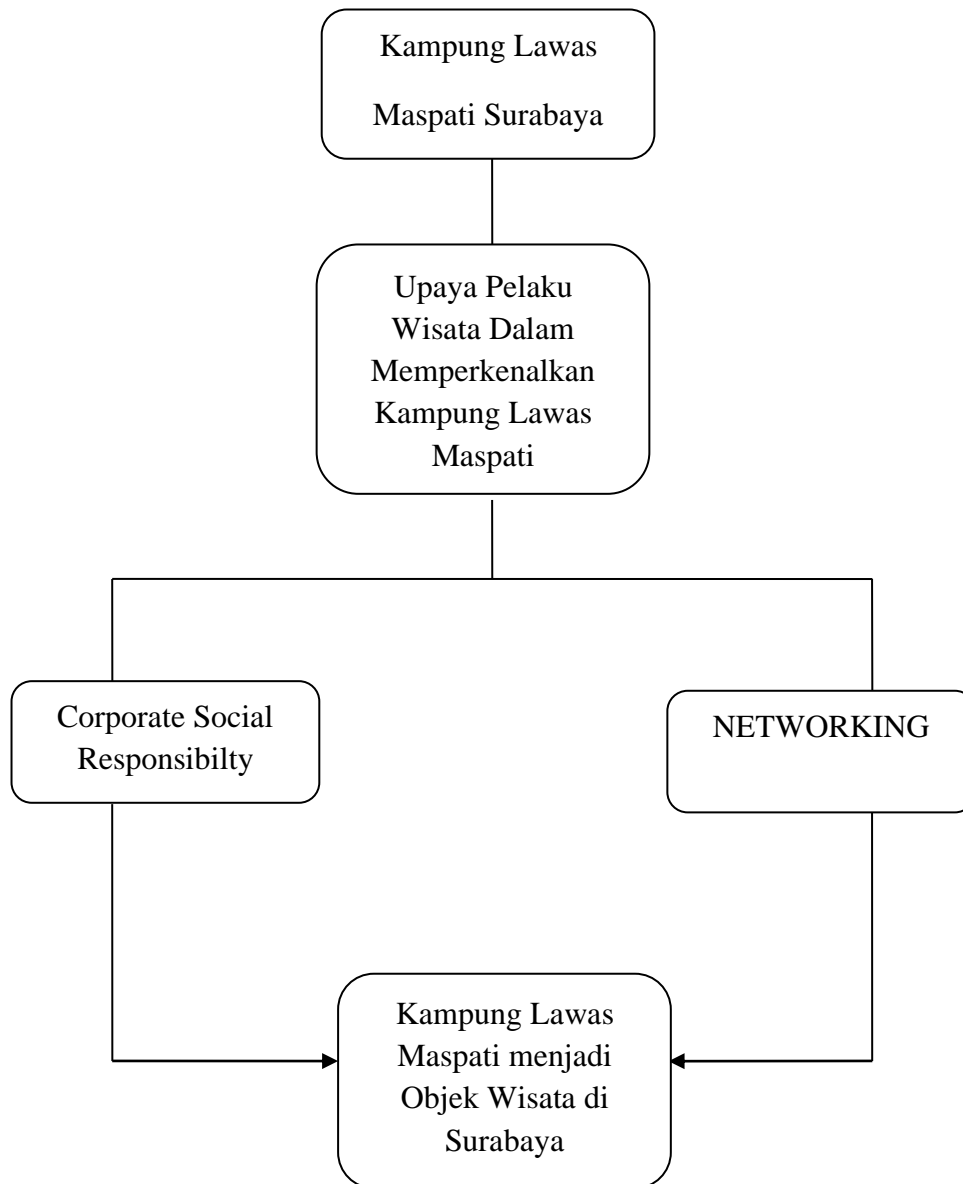 Kampung Lawas
Maspati Surabaya
Upaya Pelaku
Wisata Dalam
Memperkenalkan
Kampung Lawas
Maspati
Corporate Social
Responsibilty
NETWORKING
Kampung Lawas
Maspati menjadi
Objek Wisata di
Surabaya